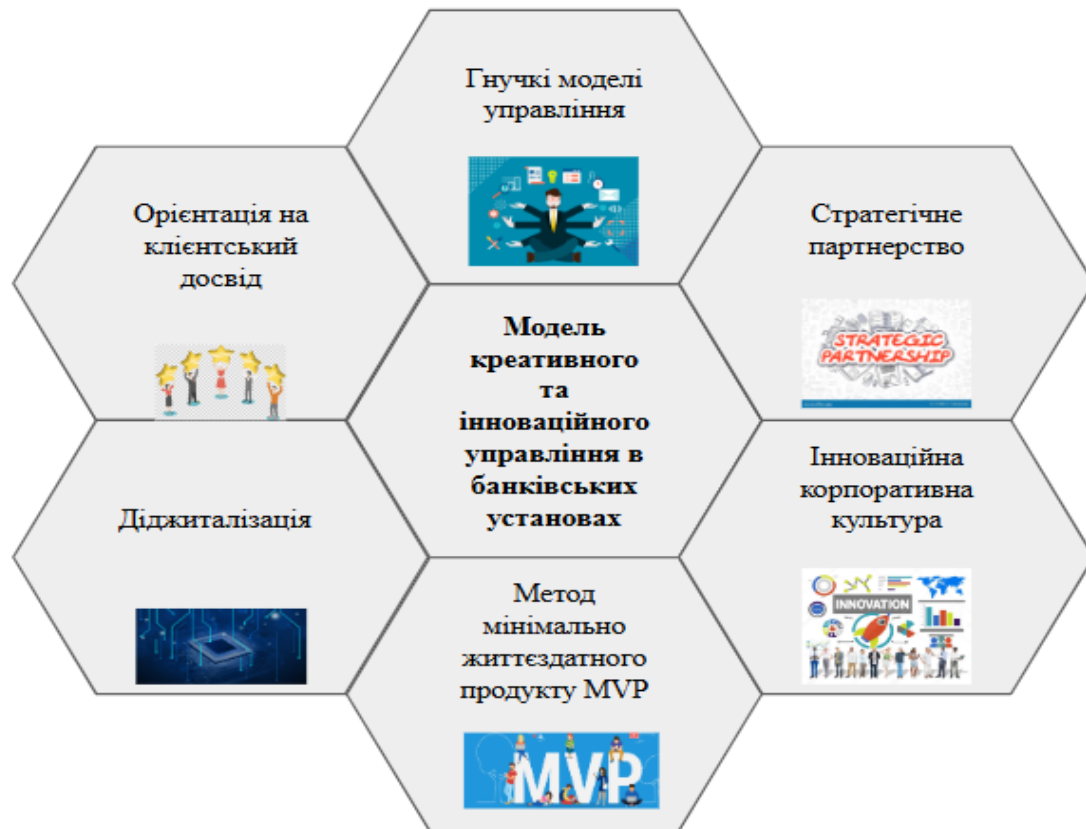 Гнучкі моделі
управління
Орієнтація на
клієнтський
досвід
Стратегічне
партнерство
STRATEGIC
PARTNERSHIP
Модель
креативного
та
інноваційного
управління в
банківських
установах
Діджиталізація
Інноваційна
корпоративна
культура
INNOVATION
Метод
мінімально
життєздатного
продукту MVP
MVP